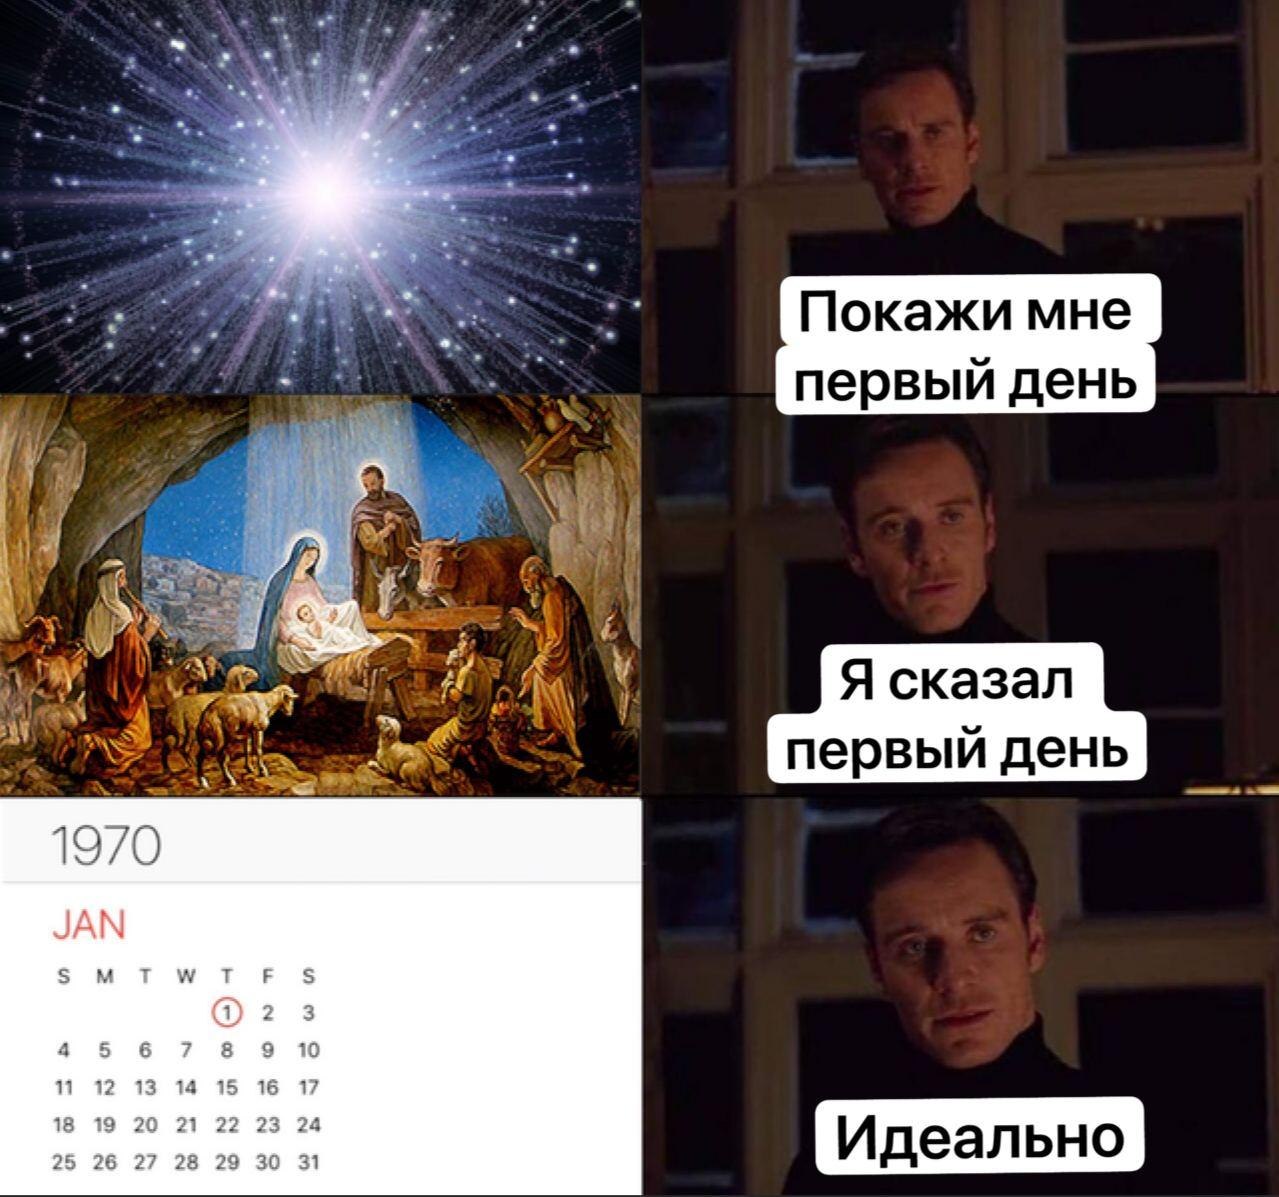 Покажи мне
первый день
Я сказал
первый день
1970
JAN
S M T W T F S
1 2 3
4 5 6 7 8 9 10
11 12 13 14 15 16 17
18 19 20 21 22 23 24
25 26 27 28 29 30 31
Идеально